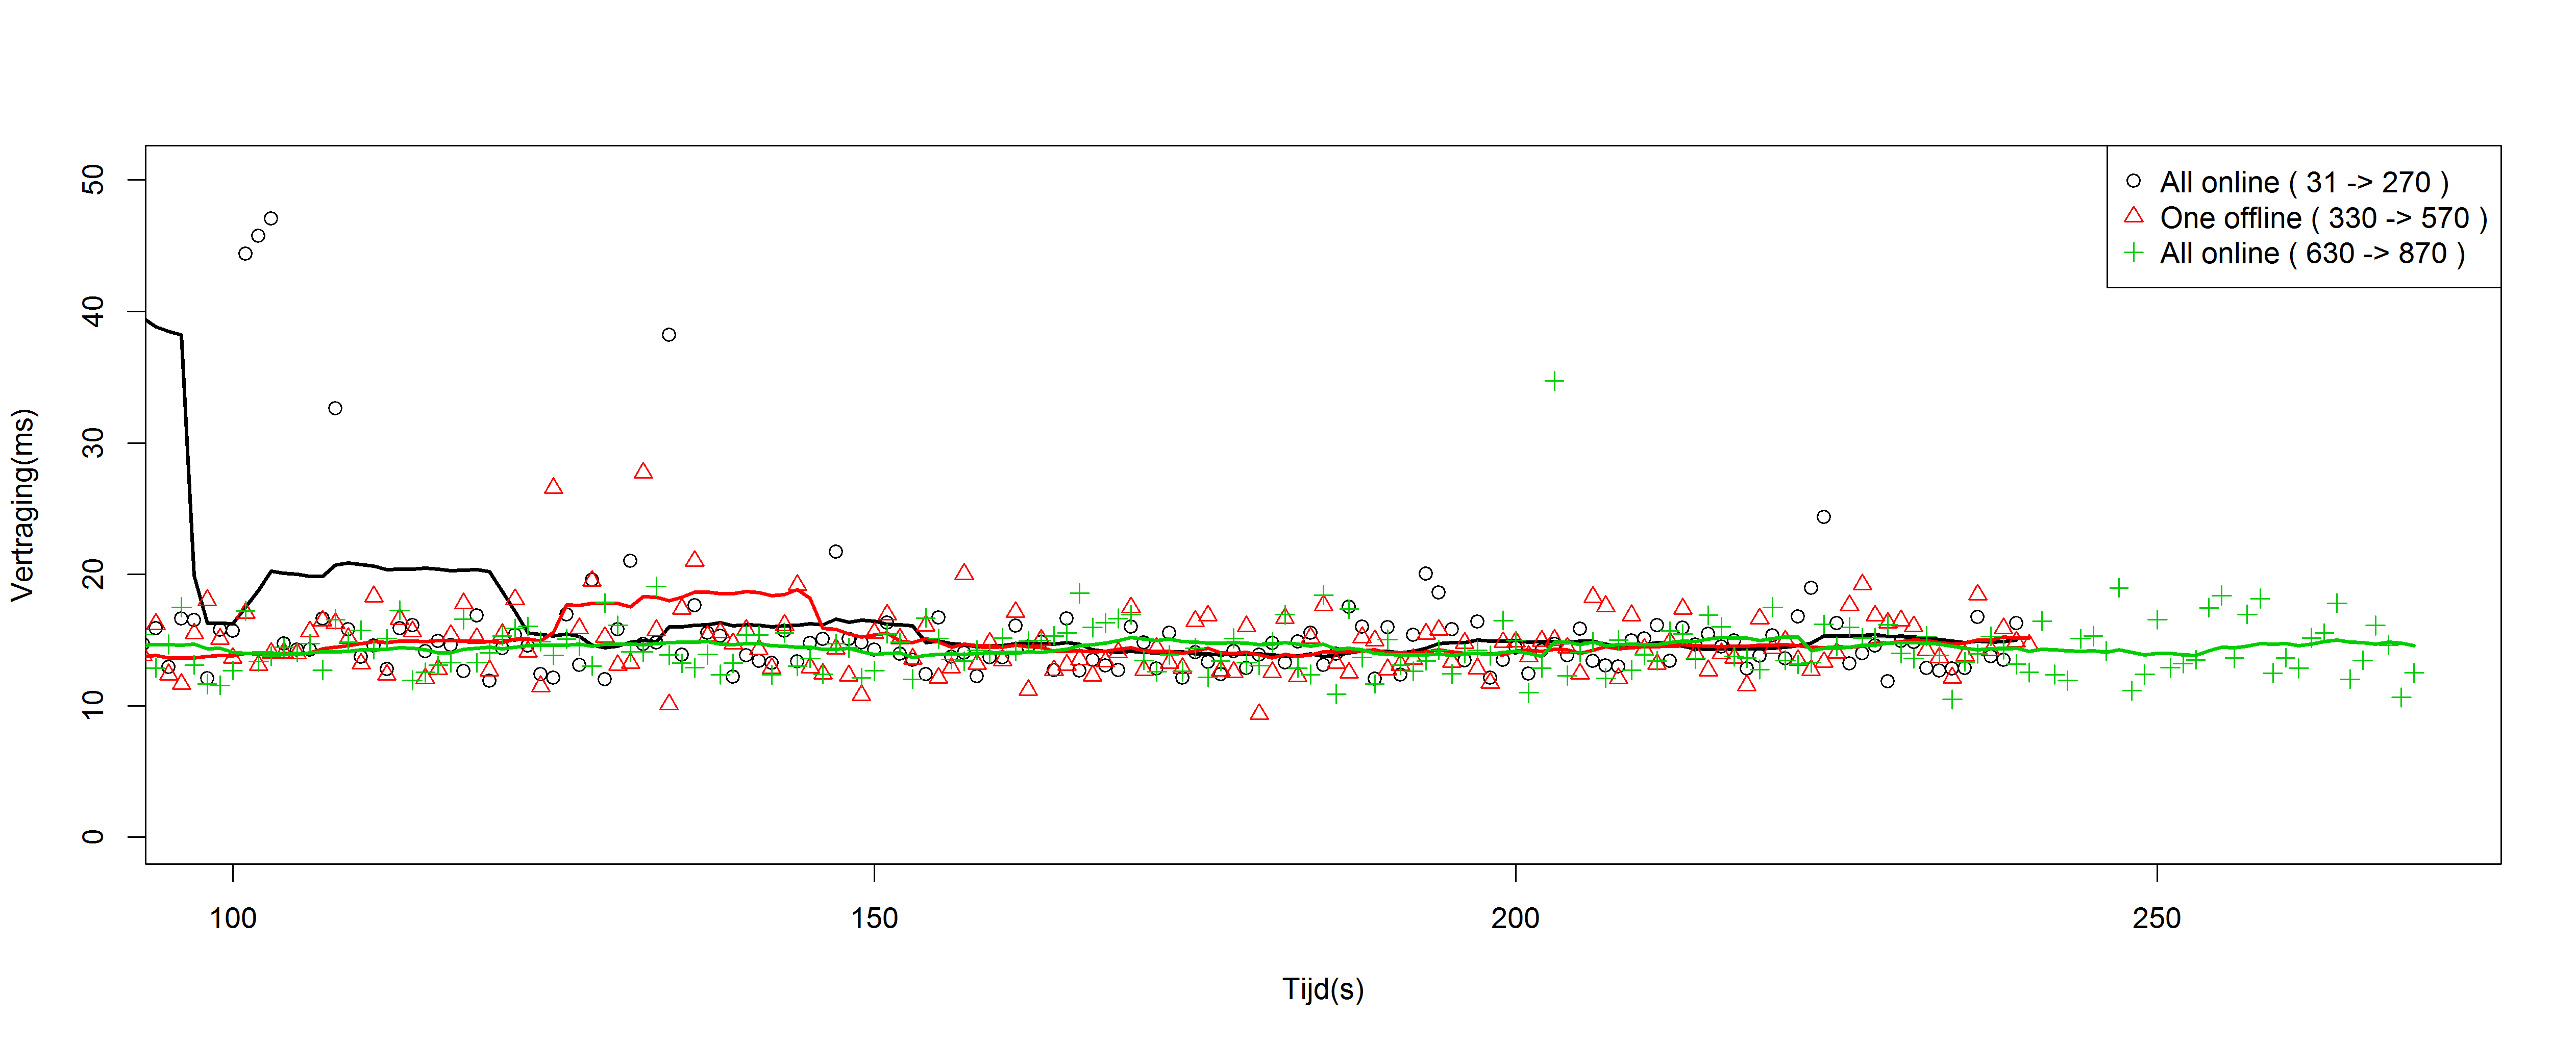 All online ( 31 -> 270 )
One offline ( 330 -> 570 )
All online ( 630 -> 870 )
Vertraging(ms)
50
40
30
20
10
0
100
150
200
250
Tijd(s)